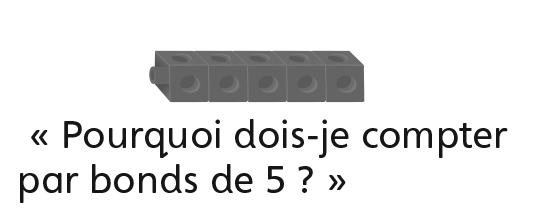 « Pourquoi dois-je compter
par bonds de 5 ? »